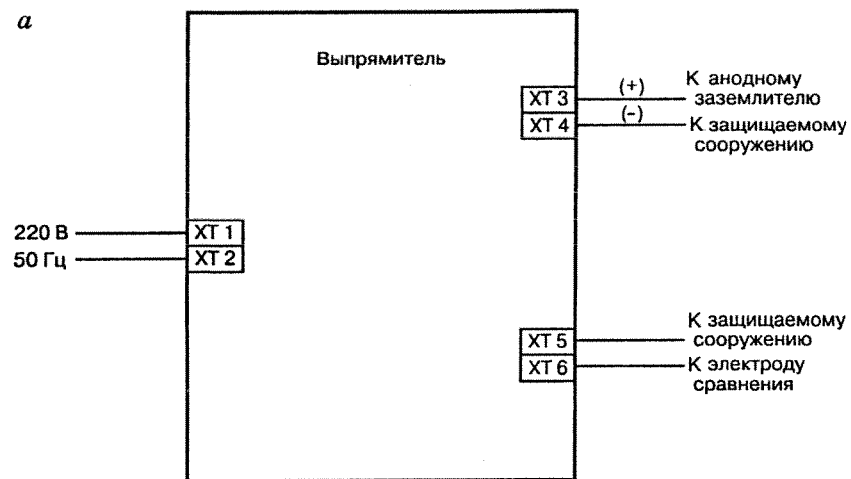 а
Выпрямитель
XT 3
(+)
К анодному
заземлителю
XT 4
(-)
К защищаемому
сооружению
220 В
XT 1
50 Гц
XT 2
XT 5
К защищаемому
сооружению
XT 6
К электроду
сравнения